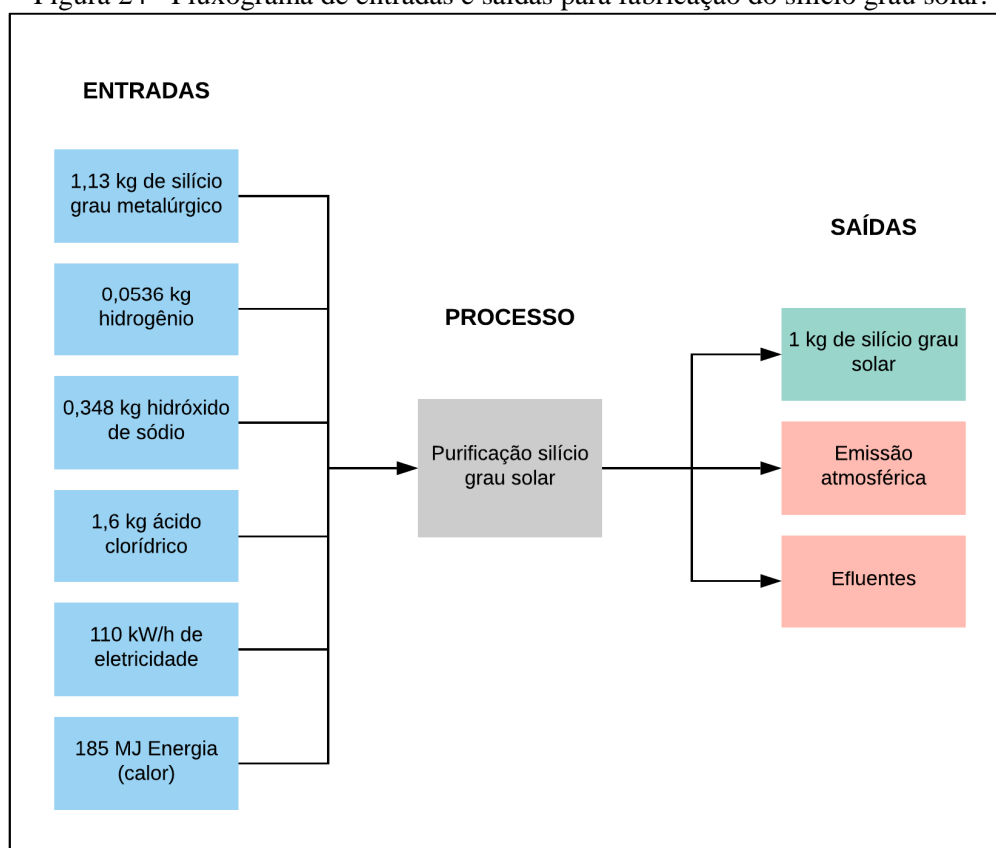 Figura 24 - Fluxograma de entradas e saídas para fabricação do silício grau solar.
ENTRADAS
1,13 kg de silício
grau metalúrgico
0,0536 kg
hidrogênio
0,348 kg hidróxido
de sódio
1,6 kg ácido
clorídrico
110 kW/h de
eletricidade
185 MJ Energia
(calor)
PROCESSO
Purificação silício
grau solar
SAÍDAS
1 kg de silício grau
solar
Emissão
atmosférica
Efluentes